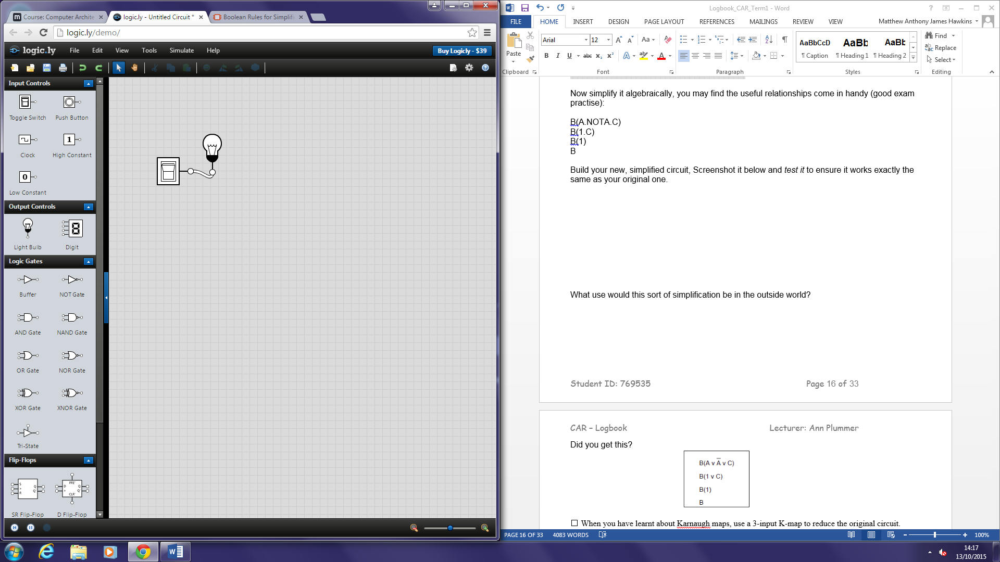 Course: Computer Archite
logic.ly - Untitled Circuit *
Boolean Rules for Simplifi
logic.ly/demo/
logic.ly
File Edit View Tools Simulate Help
Buy Logicly - $39
Input Controls
Toggle Switch Push Button
1
Clock High Constant
0
Low Constant
Output Controls
Light Bulb Digit
Logic Gates
Buffer NOT Gate
AND Gate NAND Gate
OR Gate NOR Gate
XOR Gate XNOR Gate
Tri-State
Flip-Flops
S Q
> 
R Q'
PRE'
D Q
> Q'
CLR'
SR Flip-Flop D Flip-Flop
Logbook_CAR_Term1 - Word
FILE HOME INSERT DESIGN PAGE LAYOUT REFERENCES MAILINGS REVIEW VIEW
Matthew Anthony James Hawkins
Paste
Arial 12
Clipboard Font Paragraph Styles Editing
AaBbCcD AaBb AaBb
¶ Caption ¶ Heading 1 ¶ Heading 2
Find
Replace
Select
Now simplify it algebraically, you may find the useful relationships come in handy (good exam
practise):
B(A.NOTA.C)
B(1.C)
B(1)
B
Build your new, simplified circuit, Screenshot it below and test it to ensure it works exactly the
same as your original one.
What use would this sort of simplification be in the outside world?
Student ID: 769535 Page 16 of 33
CAR – Logbook Lecturer: Ann Plummer
Did you get this?
B(A v A̅ v C)
B(1 v C)
B(1)
B
☐ When you have learnt about Karnaugh maps, use a 3-input K-map to reduce the original circuit.
PAGE 16 OF 33 4083 WORDS
100%
14:17
13/10/2015